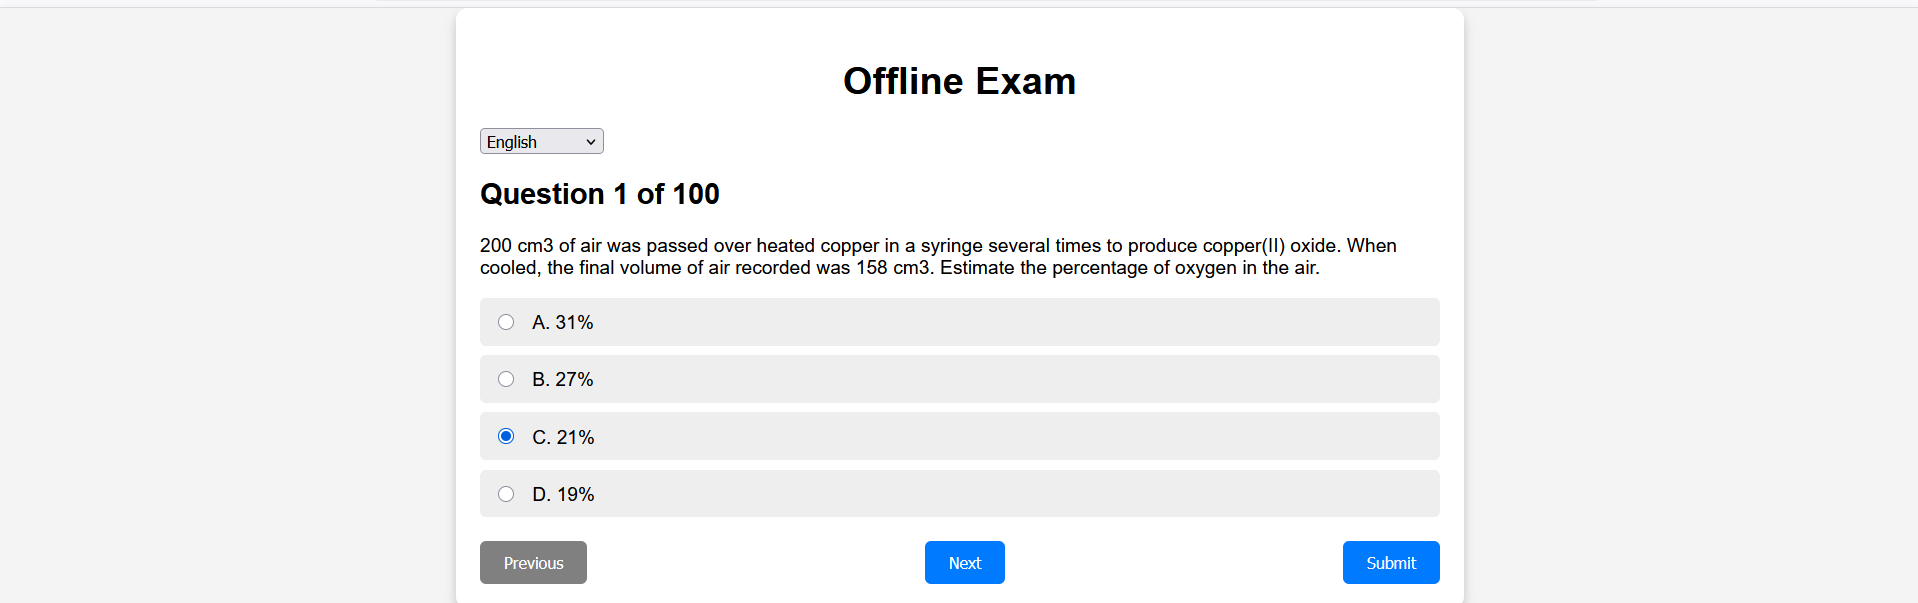 Offline Exam
English
Question 1 of 100
200 cm3 of air was passed over heated copper in a syringe several times to produce copper(II) oxide. When
cooled, the final volume of air recorded was 158 cm3. Estimate the percentage of oxygen in the air.
A. 31%
B. 27%
C. 21%
D. 19%
Previous
Next
Submit